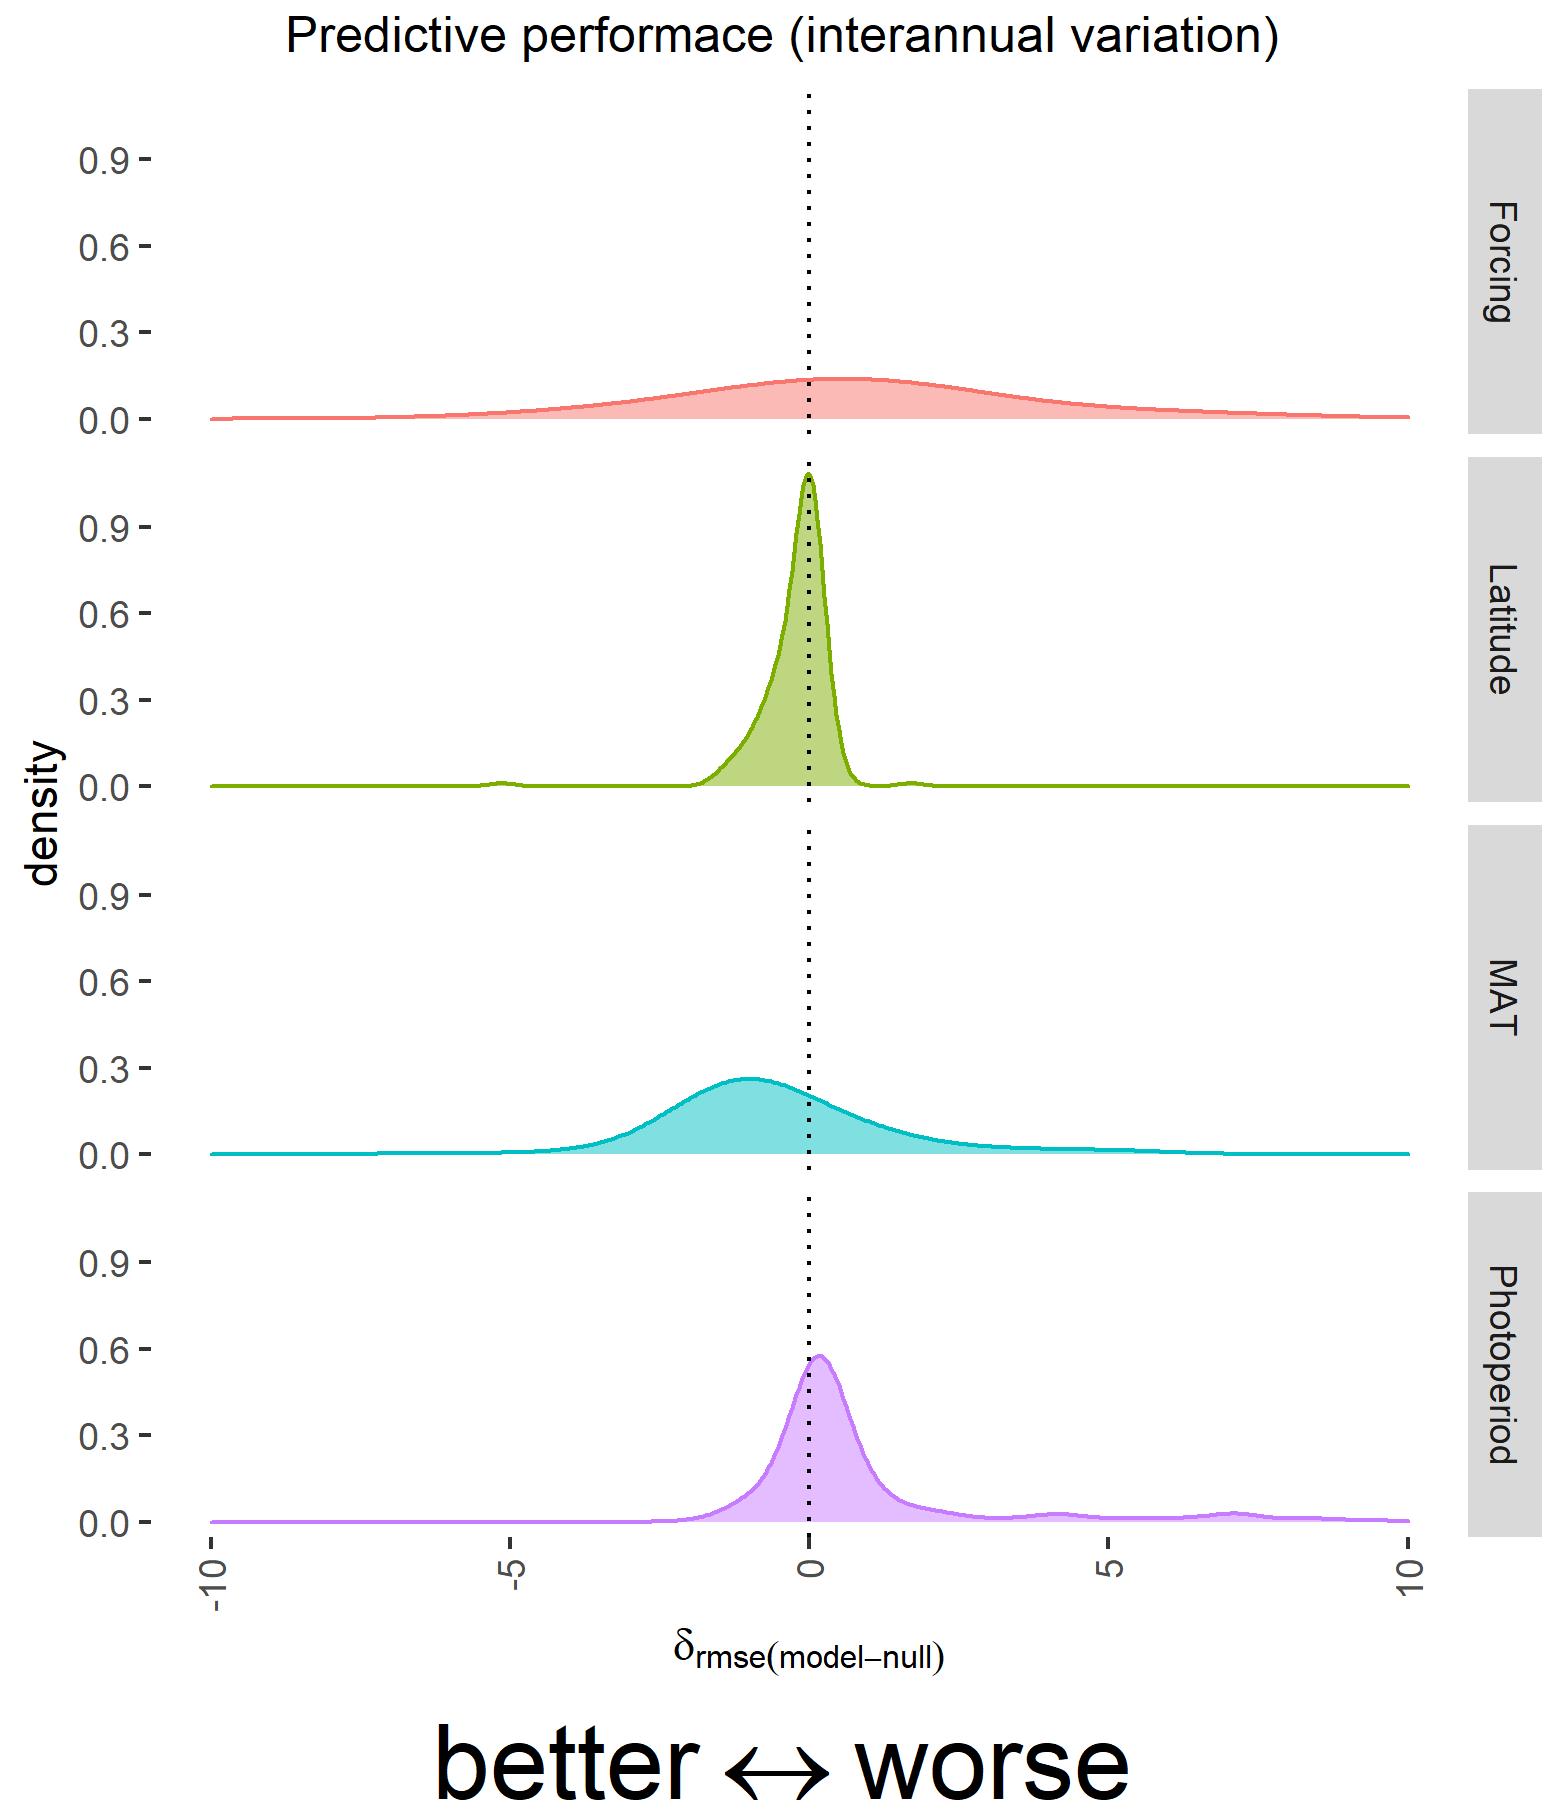 Predictive performace (interannual variation)
0.9
0.6
0.3
0.0
Forcing
0.9
0.6
0.3
0.0
Latitude
density
0.9
0.6
0.3
0.0
MAT
0.9
0.6
0.3
0.0
Photoperiod
-10
-5
0
5
10
δrmse(model−null)
better ↔ worse